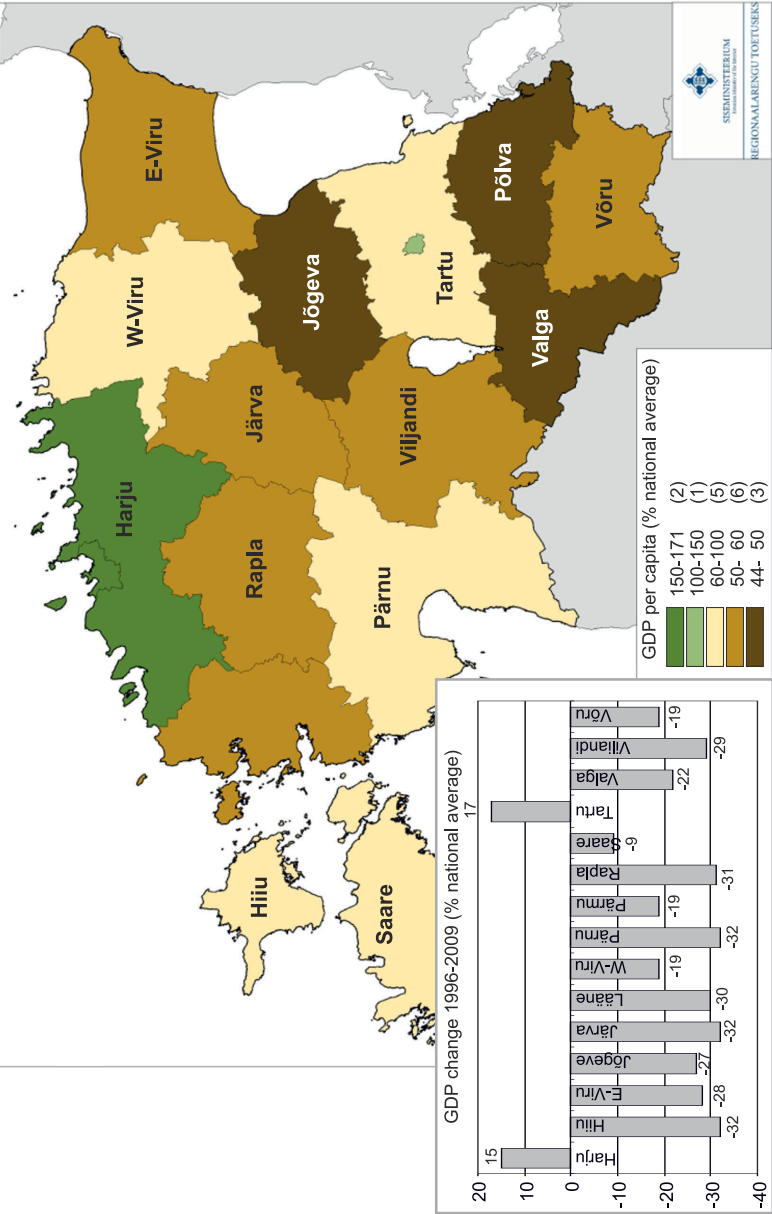 E-Viru
W-Viru
Harju
Jõgeva
Järva
Rapla
Tartu
Põlva
Viljandi
Valga
Võru
Pärnu
Hiiu
Saare
SISEMINISTEERIUM
REGIONAALARENGU TOETUSEKS
GDP per capita (% national average)
150-171 (2)
100-150 (1)
60-100 (5)
50- 60 (6)
44- 50 (3)
GDP change 1996-2009 (% national average)
20
10
0
-10
-20
-30
-40
Harju 15
Hiiu -32
E-Viru -28
Jõgeve -27
Järva -32
Lääne -30
W-Viru -19
Pärnu -32
Pärmu -19
Rapla -31
Saare -9
Tartu 17
Valga -22
Viliandi -29
Võru -19